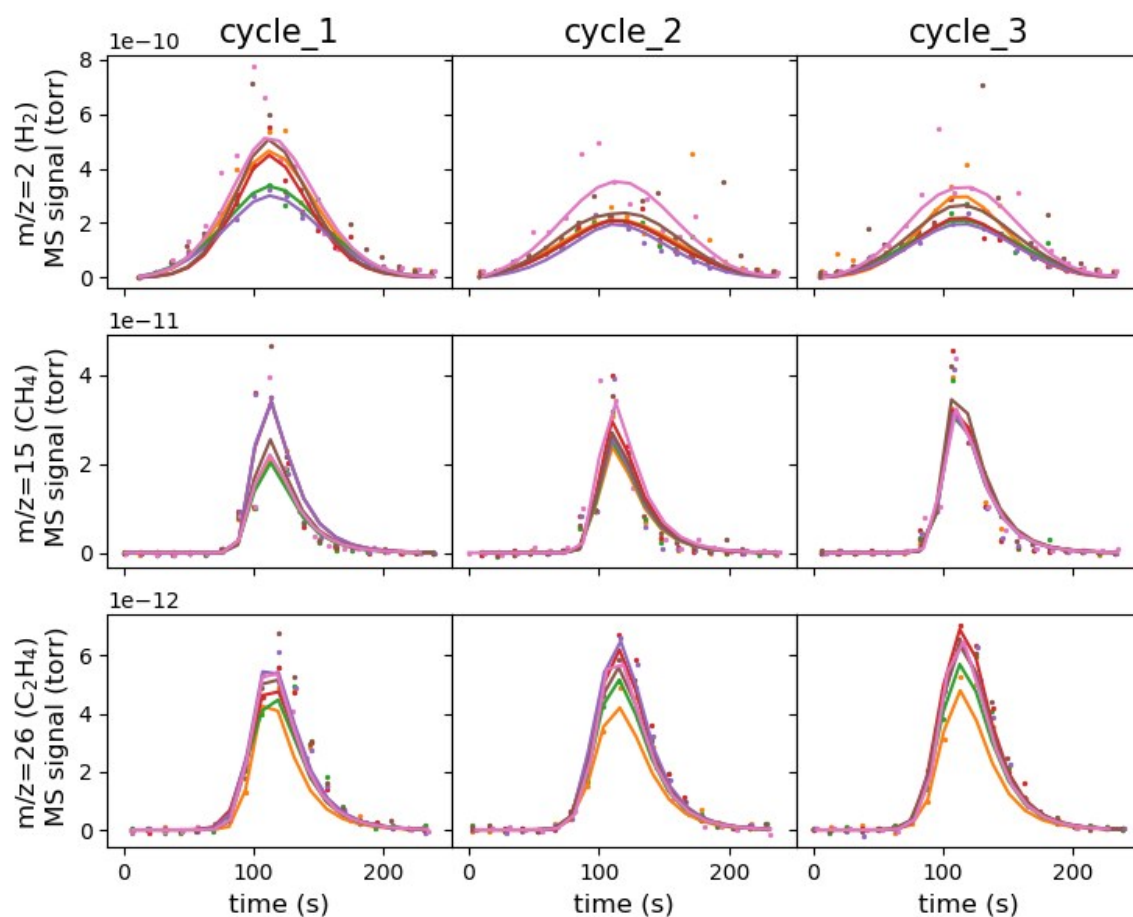 cycle_1 cycle_2 cycle_3
1e−10
8
6
4
2
0
m/z=2 (H₂)
MS signal (torr)
1e−11
4
2
0
m/z=15 (CH₄)
MS signal (torr)
1e−12
6
4
2
0
m/z=26 (C₂H₄)
MS signal (torr)
0 100 200 0 100 200 0 100 200
time (s) time (s) time (s)